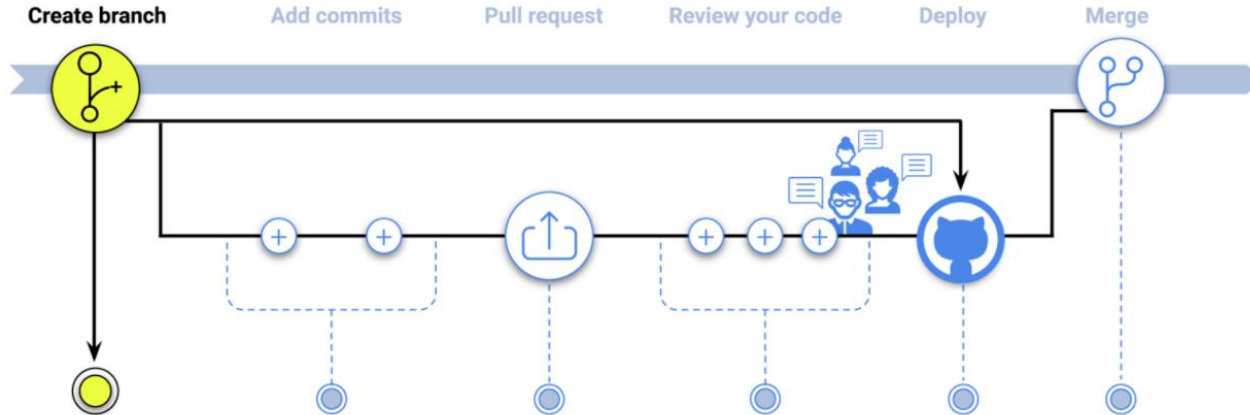 Create branch
Add commits
Pull request
Review your code
Deploy
Merge